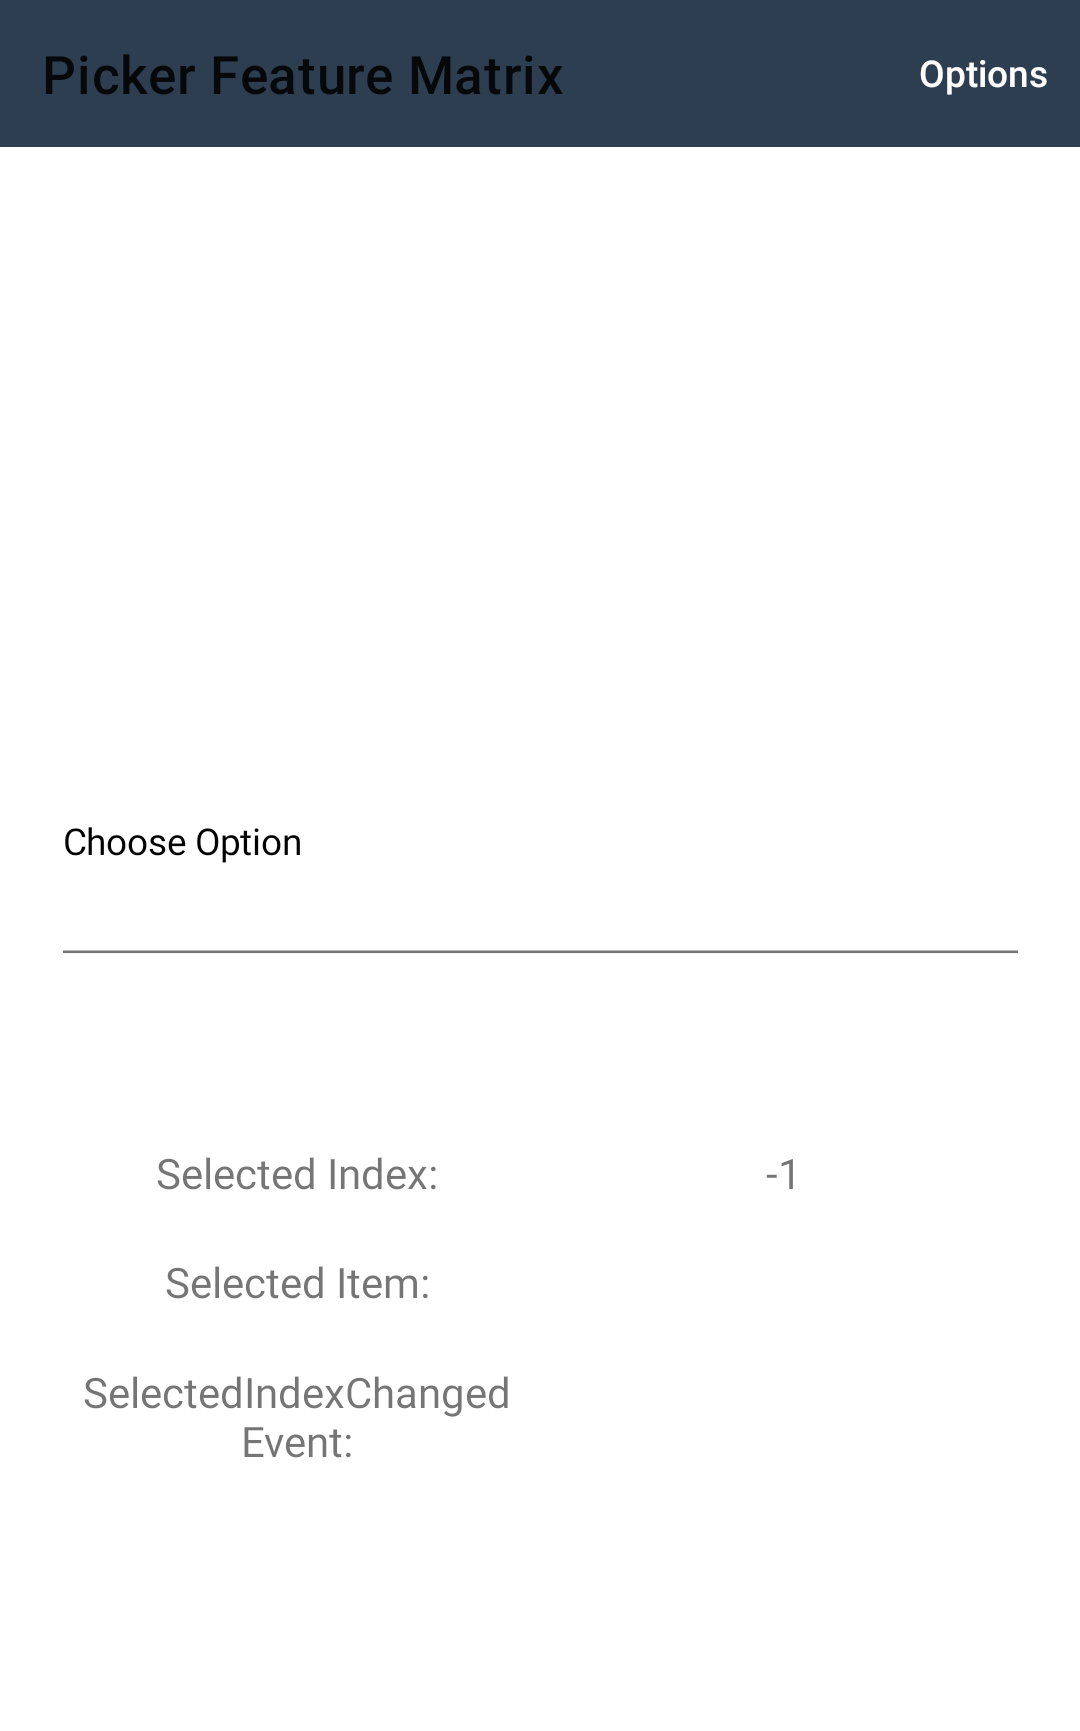 Picker Feature Matrix Options
Choose Option
Selected Index: -1
Selected Item:
SelectedIndexChanged
Event: